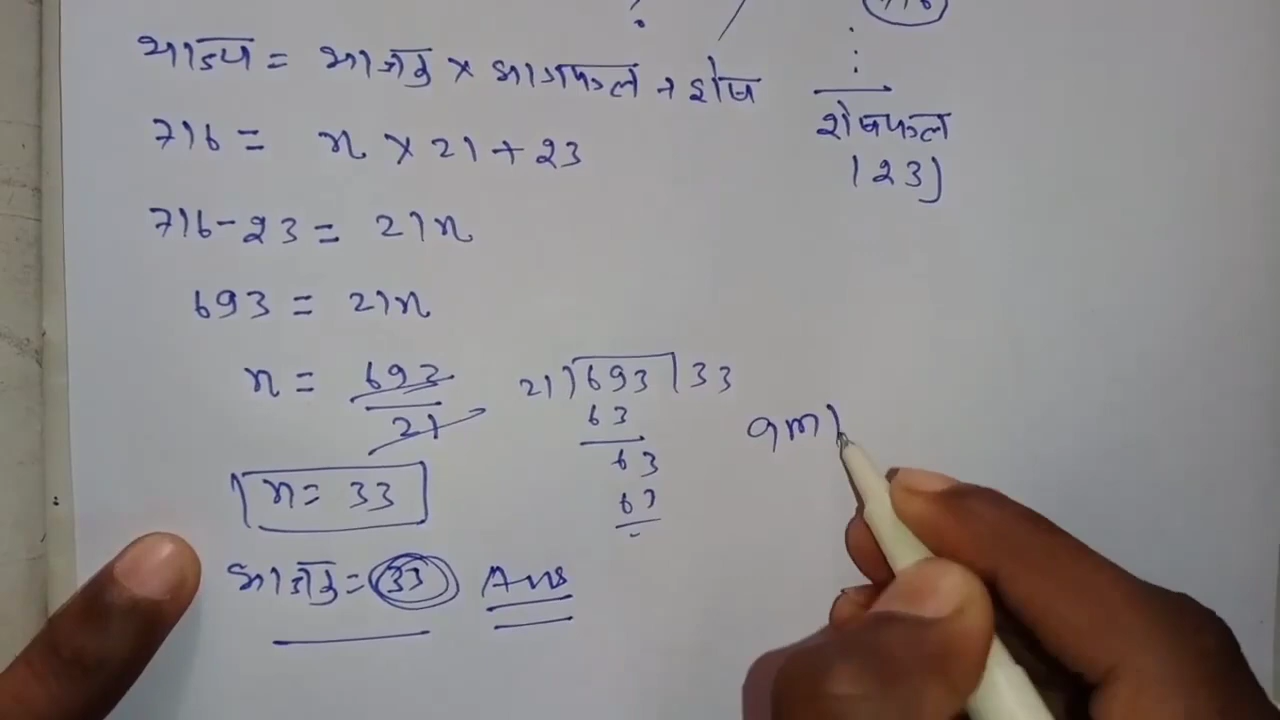 716
?
भाज्य = भाजक × भागफल + शेष
716 = n × 21 + 23
शेषफल
(23)
716 - 23 = 21n
693 = 21n
n = 693
21
21)693(33
63
63
63
n = 33
भाजक = 33 Ans